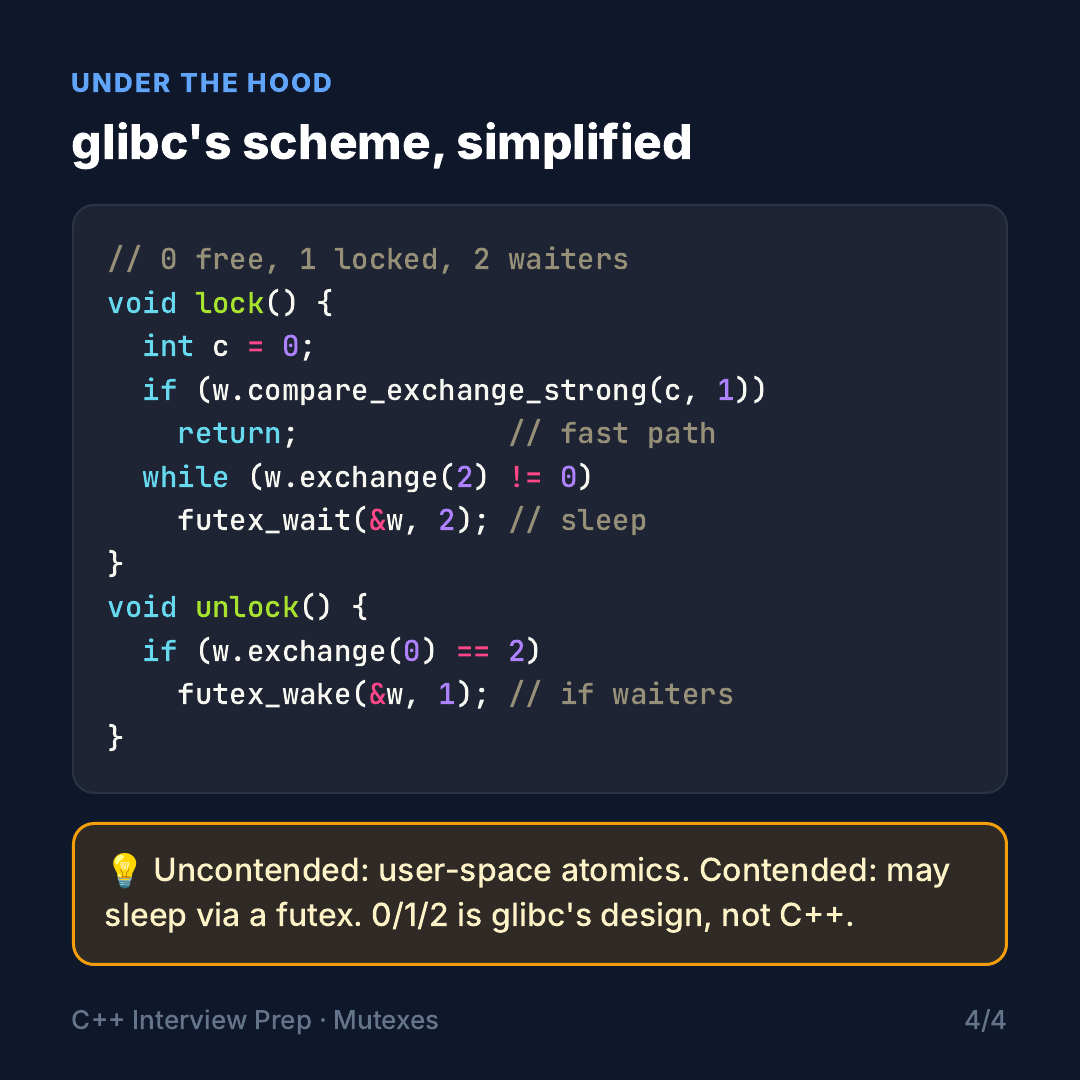 UNDER THE HOOD
glibc's scheme, simplified
// 0 free, 1 locked, 2 waiters
void lock() {
  int c = 0;
  if (w.compare_exchange_strong(c, 1))
    return;            // fast path
  while (w.exchange(2) != 0)
    futex_wait(&w, 2); // sleep
}
void unlock() {
  if (w.exchange(0) == 2)
    futex_wake(&w, 1); // if waiters
}
💡 Uncontended: user-space atomics. Contended: may
sleep via a futex. 0/1/2 is glibc's design, not C++.
C++ Interview Prep · Mutexes
4/4